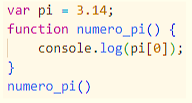 var pi = 3.14;
function numero_pi() {
    console.log(pi[0]);
}
numero_pi()